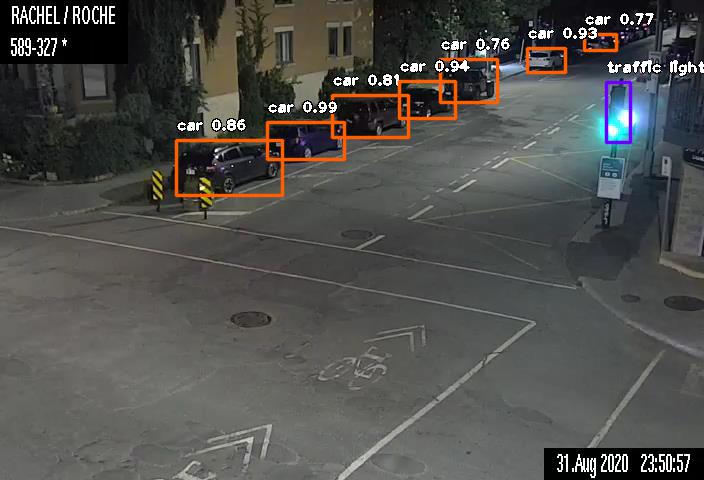 RACHEL / ROCHE
589-327 *
car 0.77
car 0.93
car 0.76
car 0.94
traffic light
car 0.81
car 0.99
car 0.86
31.Aug 2020 23:50:57